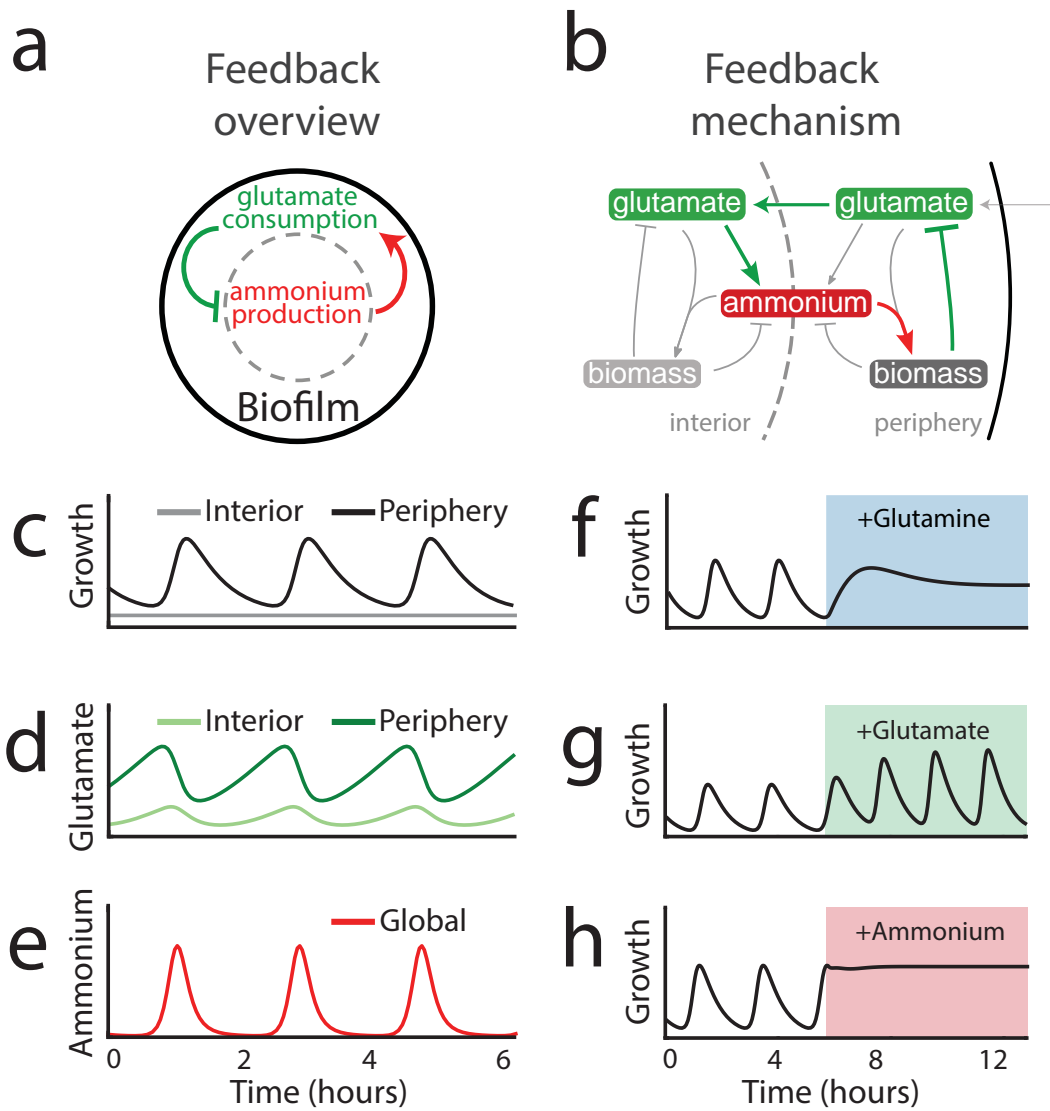 a
Feedback
overview
glutamate
consumption
ammonium
production
Biofilm
b
Feedback
mechanism
glutamate
glutamate
ammonium
biomass
biomass
interior
periphery
c
Growth
Interior
Periphery
d
Glutamate
Interior
Periphery
e
Ammonium
Global
0
2
4
6
Time (hours)
f
Growth
+Glutamine
g
Growth
+Glutamate
h
Growth
+Ammonium
0
4
8
12
Time (hours)